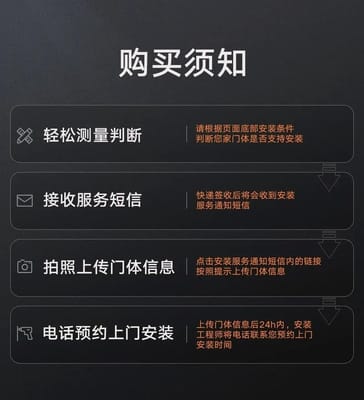 购买须知
轻松测量判断
请根据页面底部安装条件
判断您家门体是否支持安装
接收服务短信
快递签收后将会收到安装
服务通知短信
拍照上传门体信息
点击安装服务通知短信内的链接
按照提示上传门体信息
电话预约上门安装
上传门体信息后24h内，安装
工程师将电话联系您预约上门
安装时间